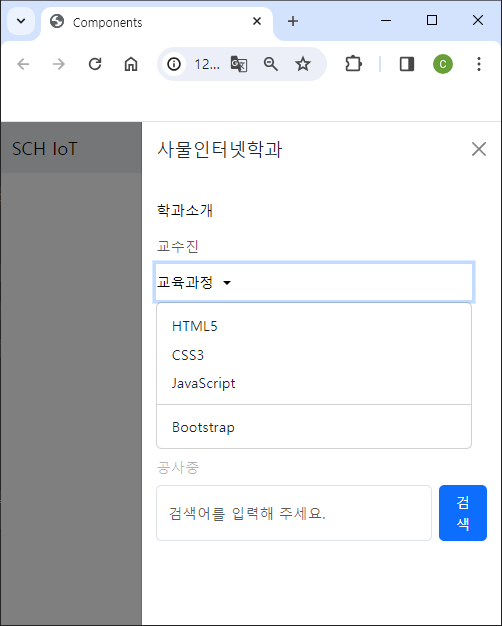 Components
12...
C
SCH IoT
사물인터넷학과
학과소개
교수진
교육과정
HTML5
CSS3
JavaScript
Bootstrap
공사중
검색어를 입력해 주세요.
검
색